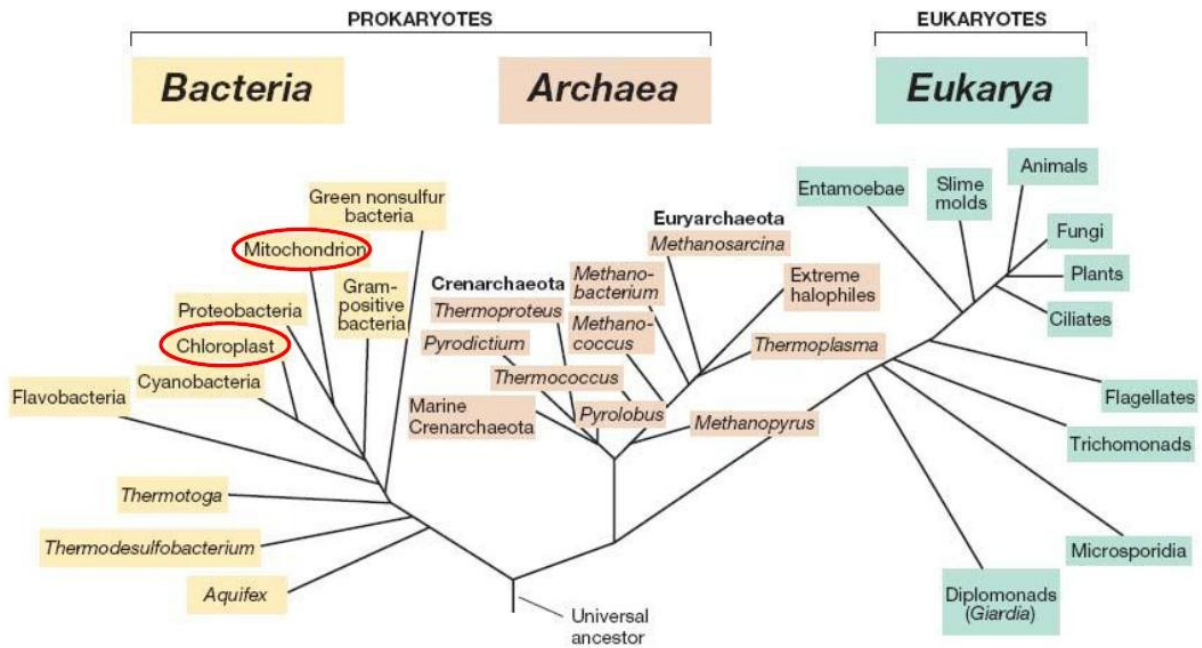 PROKARYOTES
EUKARYOTES
Bacteria
Archaea
Eukarya
Green nonsulfur
bacteria
Mitochondrion
Gram-
positive
bacteria
Proteobacteria
Chloroplast
Cyanobacteria
Flavobacteria
Thermotoga
Thermodesulfobacterium
Aquifex
Crenarchaeota
Thermoproteus
Pyrodictium
Thermococcus
Marine
Crenarchaeota
Pyrolobus
Euryarchaeota
Methanosarcina
Methano-
bacterium
Methano-
coccus
Extreme
halophiles
Thermoplasma
Methanopyrus
Entamoebae
Slime
molds
Animals
Fungi
Plants
Ciliates
Flagellates
Trichomonads
Microsporidia
Diplomonads
(Giardia)
Universal
ancestor